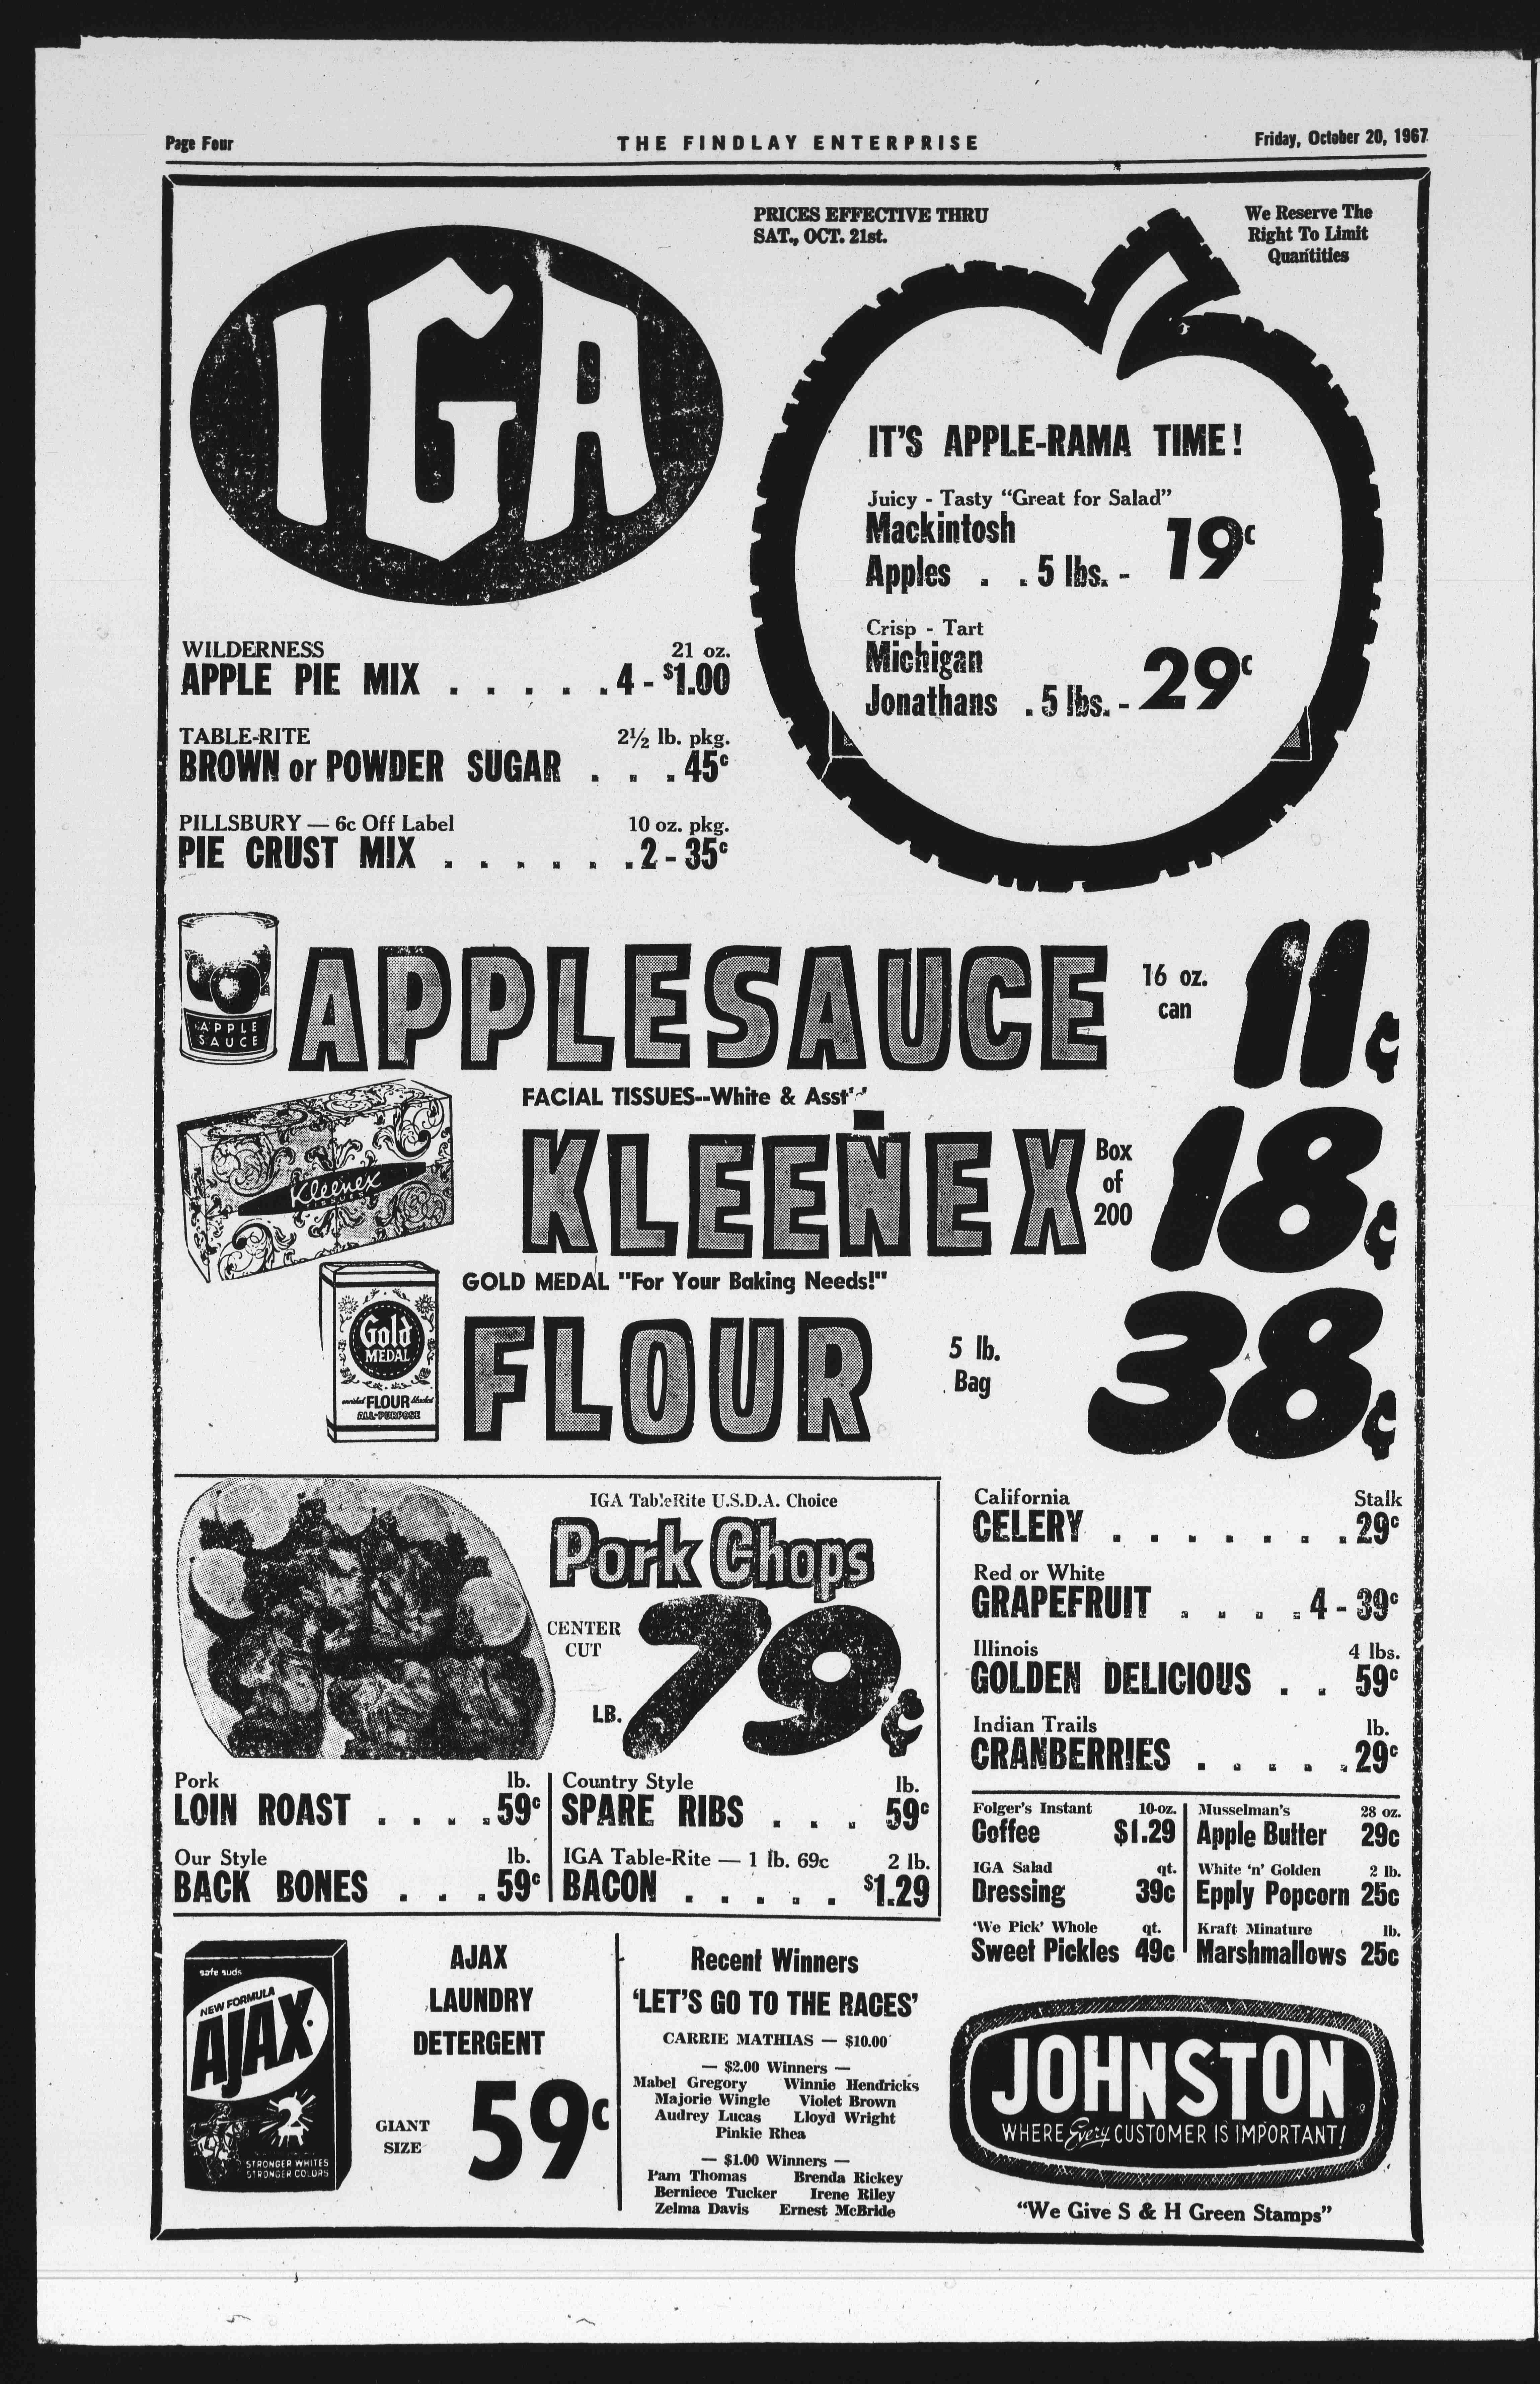 Page Four
THE FINDLAY ENTERPRISE
Friday, October 20, 1967
IGA
PRICES EFFECTIVE THRU
SAT., OCT. 21st.
We Reserve The
Right To Limit
Quantities
IT'S APPLE-RAMA TIME!
Juicy - Tasty "Great for Salad"
Mackintosh
Apples . . 5 lbs. - 19c
Crisp - Tart
Michigan
Jonathans . 5 lbs. - 29c
WILDERNESS 21 oz.
APPLE PIE MIX . . . . . . 4 - $1.00
TABLE-RITE 2½ lb. pkg.
BROWN or POWDER SUGAR . . . 45c
PILLSBURY — 6c Off Label 10 oz. pkg.
PIE CRUST MIX . . . . . . 2 - 35c
APPLE
SAUCE
APPLESAUCE
16 oz.
can
11¢
FACIAL TISSUES--White & Asst'd
Kleenex
KLEENEX
Box
of
200
18¢
GOLD MEDAL "For Your Baking Needs!"
Gold
MEDAL
enriched FLOUR bleached
ALL-PURPOSE
FLOUR
5 lb.
Bag
38¢
IGA TableRite U.S.D.A. Choice
Pork Chops
CENTER
CUT
LB.
79¢
Pork lb.
LOIN ROAST . . . . 59c
Our Style lb.
BACK BONES . . . 59c
Country Style lb.
SPARE RIBS . . . 59c
IGA Table-Rite — 1 lb. 69c 2 lb.
BACON . . . . . $1.29
California Stalk
CELERY . . . . . . . 29c
Red or White
GRAPEFRUIT . . . . 4 - 39c
Illinois 4 lbs.
GOLDEN DELICIOUS . . 59c
Indian Trails lb.
CRANBERRIES . . . . . 29c
Folger's Instant 10-oz.
Coffee $1.29
IGA Salad qt.
Dressing 39c
'We Pick' Whole qt.
Sweet Pickles 49c
Musselman's 28 oz.
Apple Butter 29c
White 'n' Golden 2 lb.
Epply Popcorn 25c
Kraft Minature lb.
Marshmallows 25c
safe suds
NEW FORMULA
AJAX
2
STRONGER WHITES
STRONGER COLORS
AJAX
LAUNDRY
DETERGENT
GIANT
SIZE
59c
Recent Winners
'LET'S GO TO THE RACES'
CARRIE MATHIAS — $10.00
— $2.00 Winners —
Mabel Gregory Winnie Hendricks
Majorie Wingle Violet Brown
Audrey Lucas Lloyd Wright
Pinkie Rhea
— $1.00 Winners —
Pam Thomas Brenda Rickey
Berniece Tucker Irene Riley
Zelma Davis Ernest McBride
JOHNSTON
WHERE Every CUSTOMER IS IMPORTANT!
"We Give S & H Green Stamps"